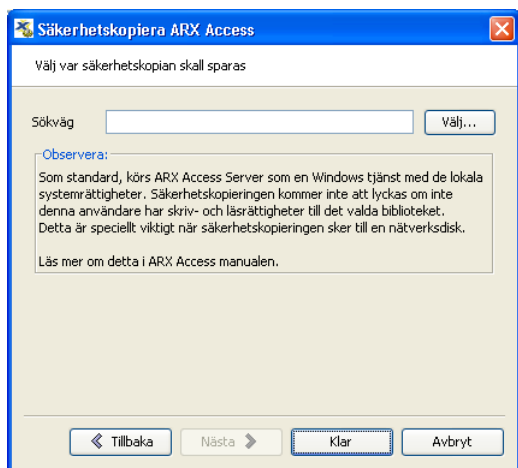 Säkerhetskopiera ARX Access
Välj var säkerhetskopian skall sparas
Sökväg
Välj...
Observera:
Som standard, körs ARX Access Server som en Windows tjänst med de lokala
systemrättigheter. Säkerhetskopieringen kommer inte att lyckas om inte
denna användare har skriv- och läsrättigheter till det valda biblioteket.
Detta är speciellt viktigt när säkerhetskopieringen sker till en nätverksdisk.
Läs mer om detta i ARX Access manualen.
Tillbaka
Nästa
Klar
Avbryt